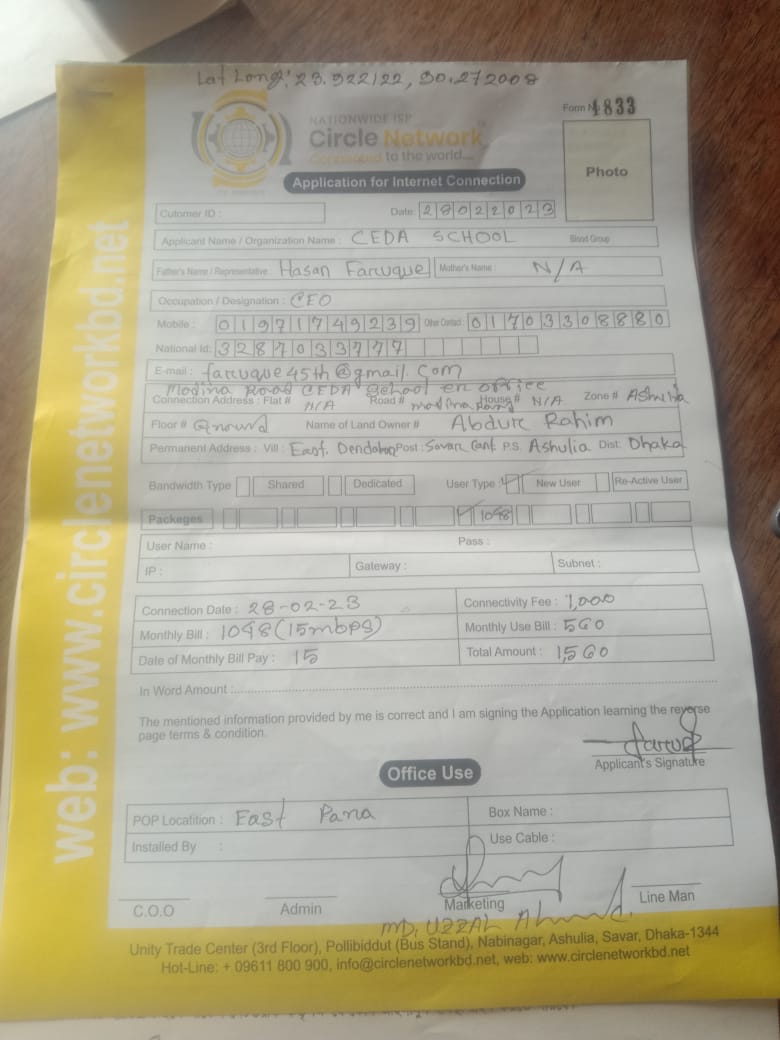 Lat Long: 23.922122, 90.272008
NATIONWIDE ISP
Circle Network
Connected to the world...
Form No 1833
Application for Internet Connection
Photo
Cutomer ID :
Date: 28022023
Applicant Name / Organization Name : CEDA SCHOOL Blood Group :
Father's Name / Representative: Hasan Faruque Mother's Name : N/A
Occupation / Designation : CEO
Mobile : 01971749239 Other Contact : 01703308880
National Id: 3287033777
E-mail : faruque45th@gmail.com
Modina Road CEDA School en office
Connection Address : Flat # N/A Road # modina Road House # N/A Zone # Ashulia
Floor # Ground Name of Land Owner # Abdur Rahim
Permanent Address : Vill : East. Post : Savar Cant P.S. Ashulia Dist: Dhaka
Bandwidth Type Shared Dedicated User Type : New User Re-Active User
Packeges 1048
User Name : Pass :
IP : Gateway : Subnet :
Connection Date : 28-02-23 Connectivity Fee : 1,000
Monthly Bill : 1048 (15mbps) Monthly Use Bill : 560
Date of Monthly Bill Pay : 15 Total Amount : 1,560
In Word Amount :
The mentioned information provided by me is correct and I am signing the Application learning the reverse
page terms & condition.
Applicant's Signature
Office Use
POP Locatition : East Para Box Name :
Installed By : Use Cable :
C.O.O Admin Marketing Line Man
MD. UZZAL Ahmed.
Unity Trade Center (3rd Floor), Pollibiddut (Bus Stand), Nabinagar, Ashulia, Savar, Dhaka-1344
Hot-Line: + 09611 800 900, info@circlenetworkbd.net, web: www.circlenetworkbd.net
web: www.circlenetworkbd.net